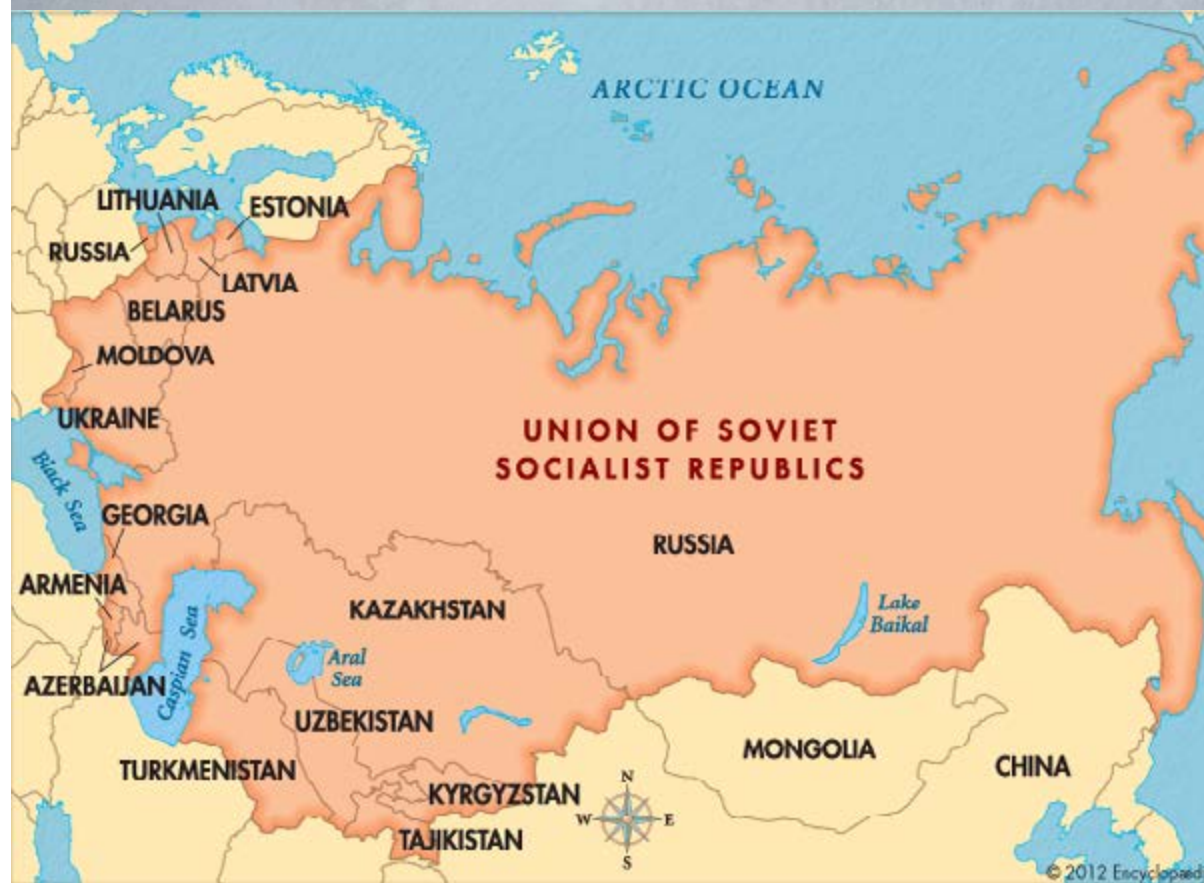 ARCTIC OCEAN
LITHUANIA
ESTONIA
RUSSIA
LATVIA
BELARUS
MOLDOVA
UKRAINE
UNION OF SOVIET
SOCIALIST REPUBLICS
Black Sea
GEORGIA
RUSSIA
ARMENIA
KAZAKHSTAN
Lake
Baikal
Caspian Sea
Aral
Sea
AZERBAIJAN
UZBEKISTAN
MONGOLIA
CHINA
TURKMENISTAN
KYRGYZSTAN
TAJIKISTAN
N
W
E
S
© 2012 Encyclopæd